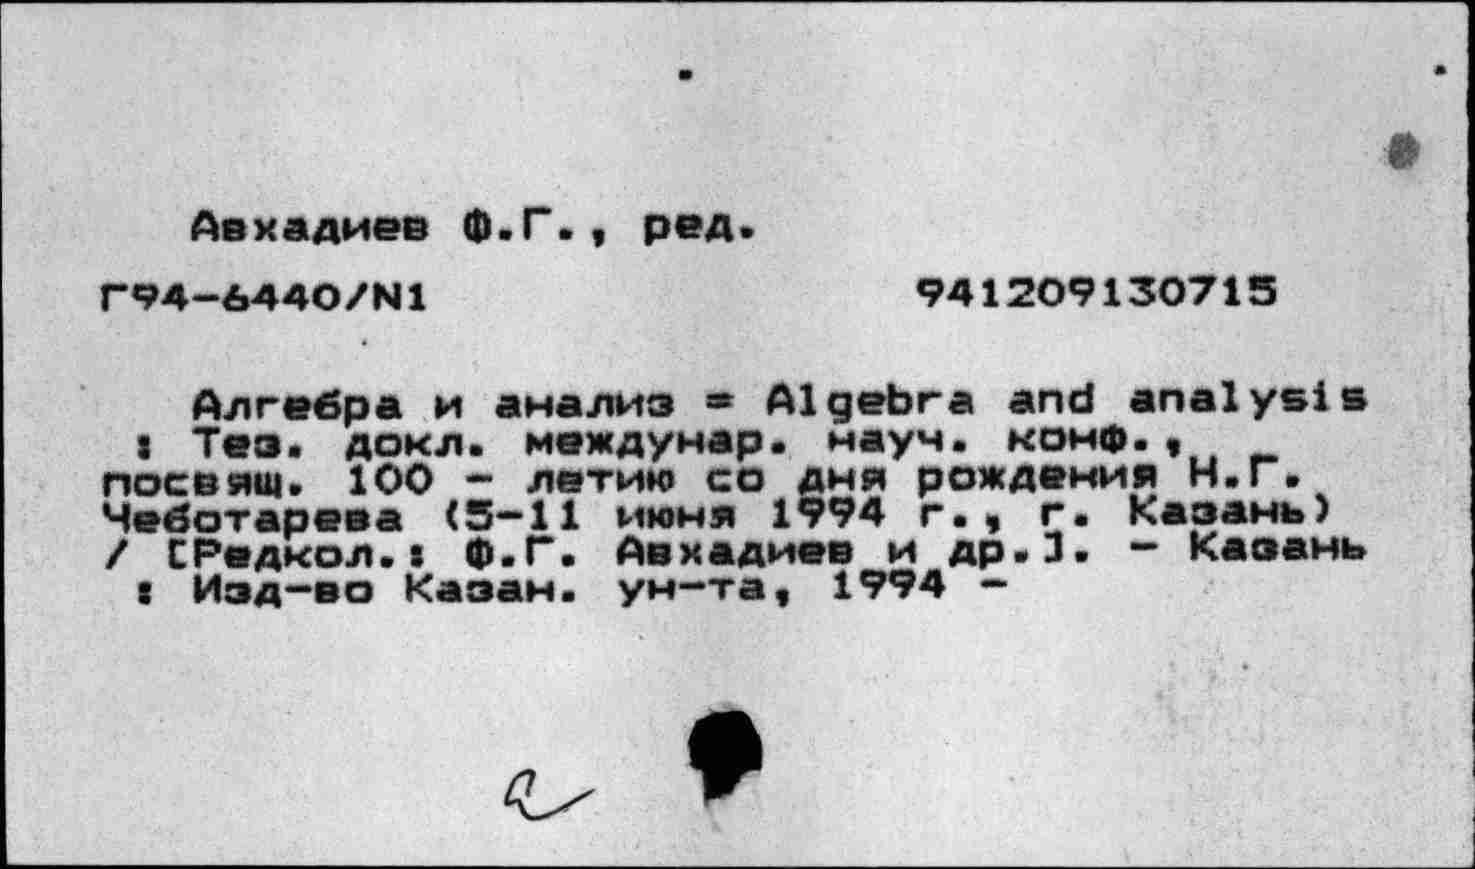 Авхадиев Ф.Г., ред.
Г94-6440/N1 941209130715
Алгебра и анализ = Algebra and analysis
: Тез. докл. междунар. науч. конф.,
посвящ. 100 - летию со дня рождения Н.Г.
Чеботарева (5-11 июня 1994 г., г. Казань)
/ [Редкол.: Ф.Г. Авхадиев и др.]. - Казань
: Изд-во Казан. ун-та, 1994 -